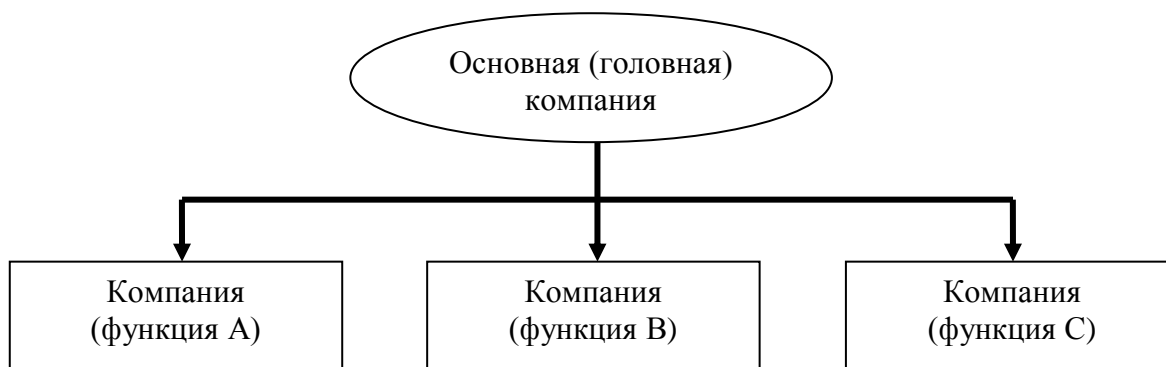 Основная (головная)
компания
Компания
(функция А)
Компания
(функция В)
Компания
(функция С)